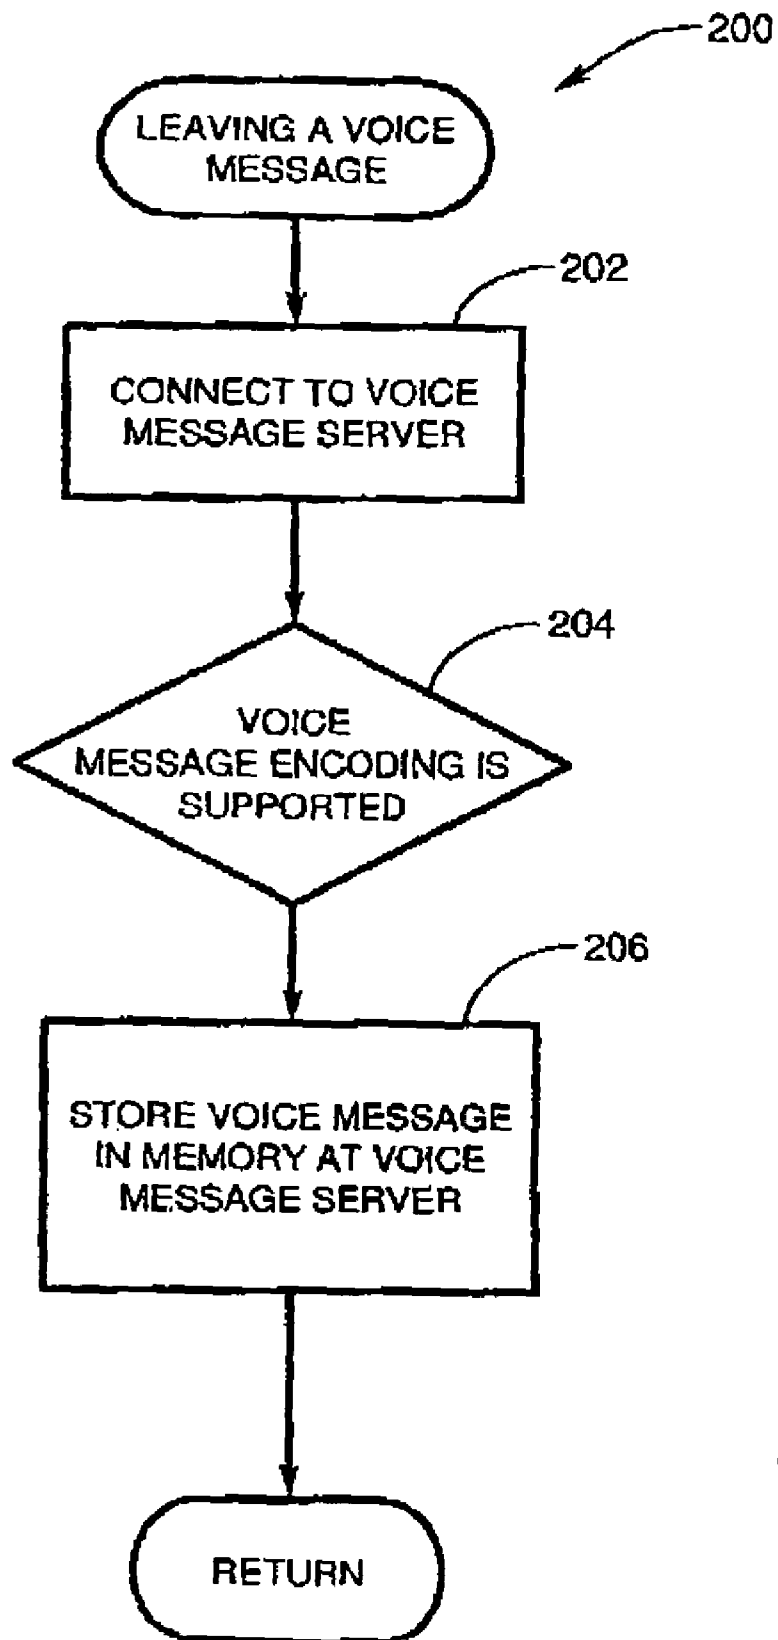 200
LEAVING A VOICE
MESSAGE
202
CONNECT TO VOICE
MESSAGE SERVER
204
VOICE
MESSAGE ENCODING IS
SUPPORTED
206
STORE VOICE MESSAGE
IN MEMORY AT VOICE
MESSAGE SERVER
RETURN